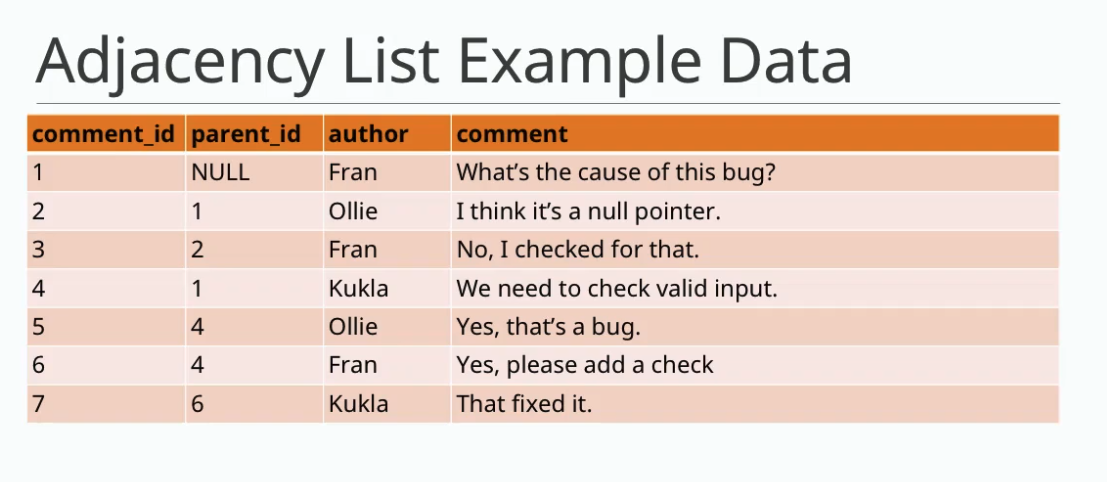 Adjacency List Example Data
comment_id parent_id author comment
1 NULL Fran What’s the cause of this bug?
2 1 Ollie I think it’s a null pointer.
3 2 Fran No, I checked for that.
4 1 Kukla We need to check valid input.
5 4 Ollie Yes, that’s a bug.
6 4 Fran Yes, please add a check
7 6 Kukla That fixed it.